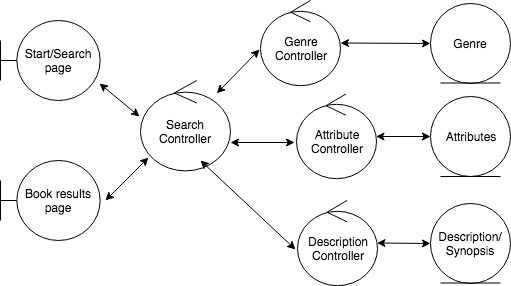 Start/Search
page
Book results
page
Search
Controller
Genre
Controller
Attribute
Controller
Description
Controller
Genre
Attributes
Description/
Synopsis